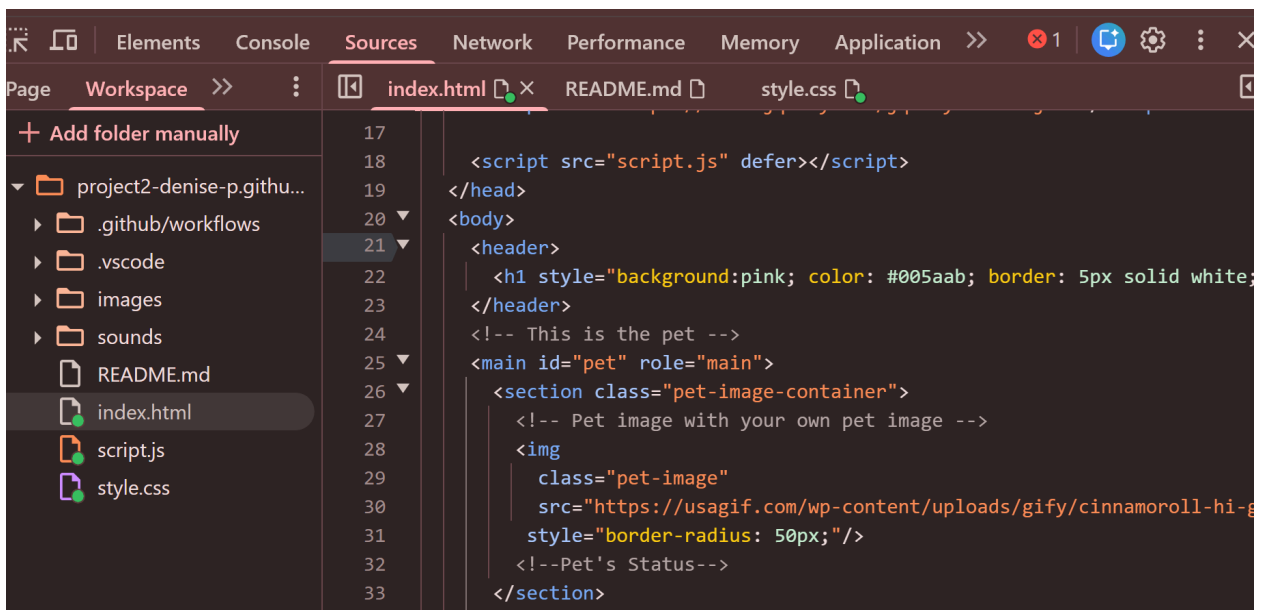 Elements Console Sources Network Performance Memory Application 1
Page Workspace index.html README.md style.css
Add folder manually
project2-denise-p.githu...
.github/workflows
.vscode
images
sounds
README.md
index.html
script.js
style.css
17
18 <script src="script.js" defer></script>
19 </head>
20 <body>
21 <header>
22 <h1 style="background:pink; color: #005aab; border: 5px solid white;
23 </header>
24 <!-- This is the pet -->
25 <main id="pet" role="main">
26 <section class="pet-image-container">
27 <!-- Pet image with your own pet image -->
28 <img
29 class="pet-image"
30 src="https://usagif.com/wp-content/uploads/gify/cinnamoroll-hi-g
31 style="border-radius: 50px;"/>
32 <!--Pet's Status-->
33 </section>